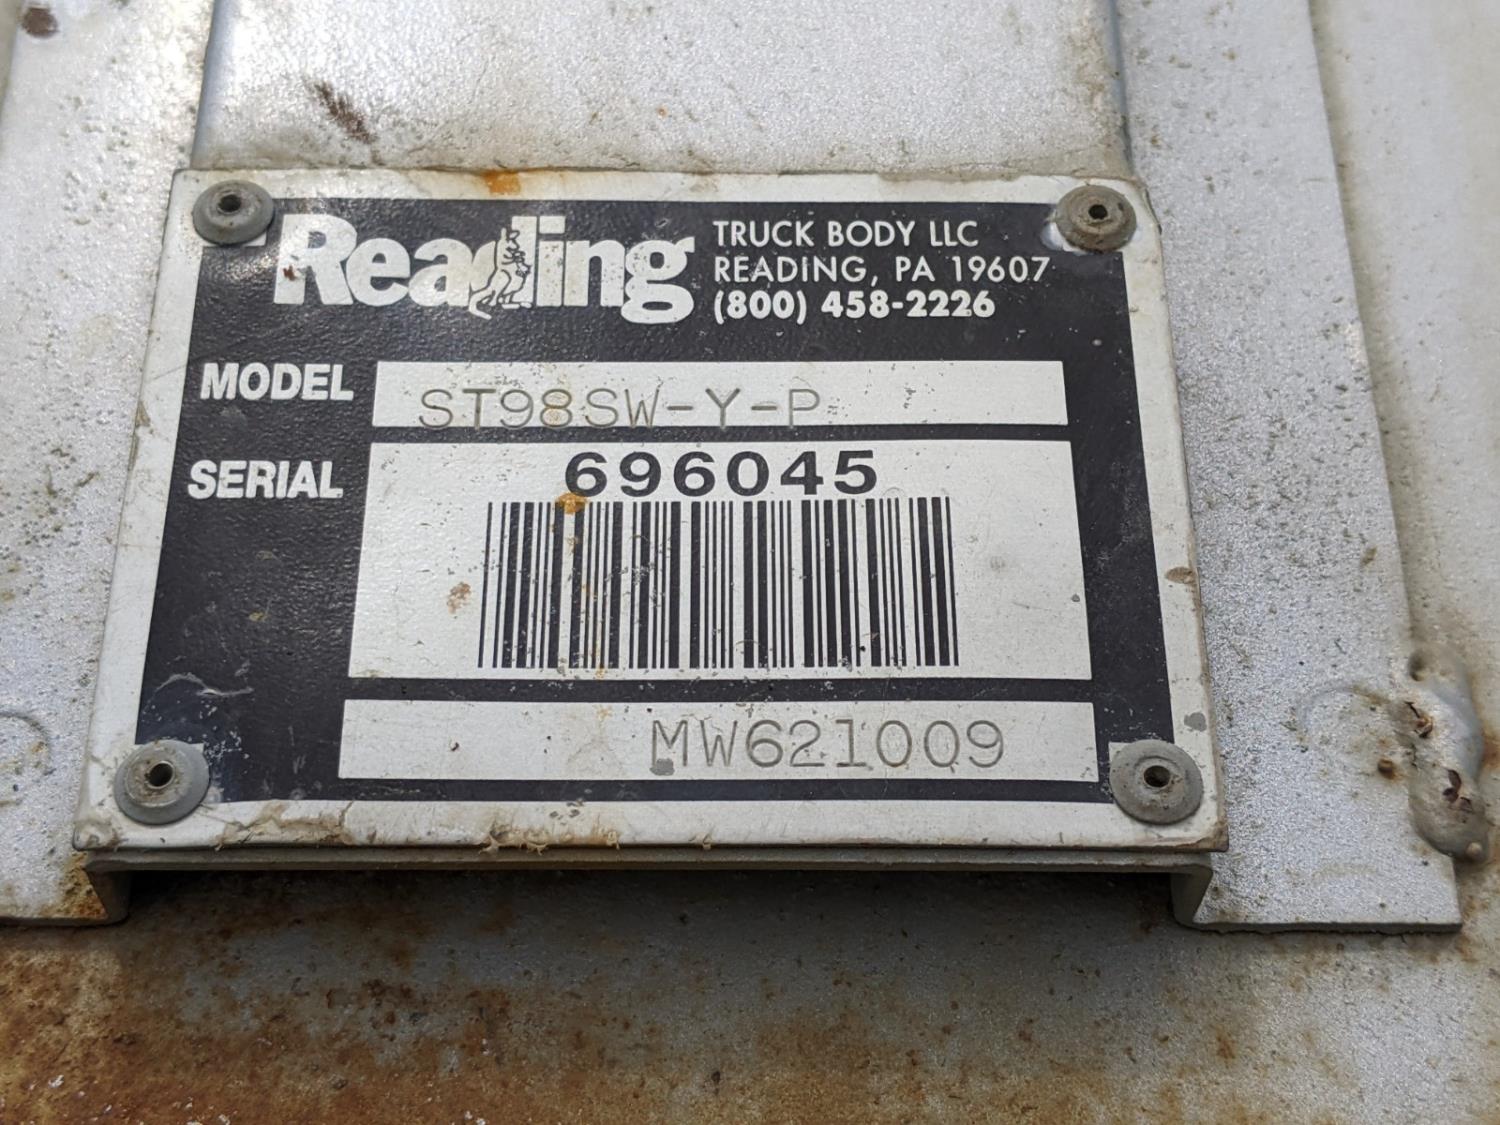 Reading
TRUCK BODY LLC
READING, PA 19607
(800) 458-2226
MODEL ST98SW-Y-P
SERIAL 696045
MW621009